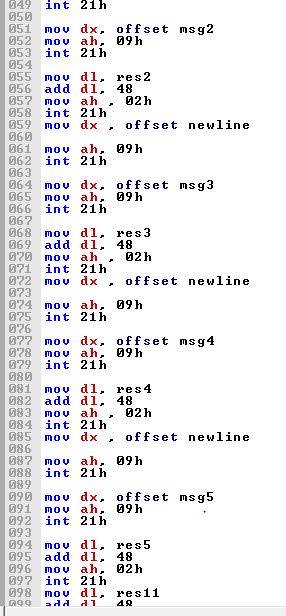 049 int 21h
050
051 mov dx, offset msg2
052 mov ah, 09h
053 int 21h
054
055 mov dl, res2
056 add dl, 48
057 mov ah , 02h
058 int 21h
059 mov dx , offset newline
060
061 mov ah, 09h
062 int 21h
063
064 mov dx, offset msg3
065 mov ah, 09h
066 int 21h
067
068 mov dl, res3
069 add dl, 48
070 mov ah , 02h
071 int 21h
072 mov dx , offset newline
073
074 mov ah, 09h
075 int 21h
076
077 mov dx, offset msg4
078 mov ah, 09h
079 int 21h
080
081 mov dl, res4
082 add dl, 48
083 mov ah , 02h
084 int 21h
085 mov dx , offset newline
086
087 mov ah, 09h
088 int 21h
089
090 mov dx, offset msg5
091 mov ah, 09h
092 int 21h
093
094 mov dl, res5
095 add dl, 48
096 mov ah, 02h
097 int 21h
098 mov dl, res11
099 add dl, 48